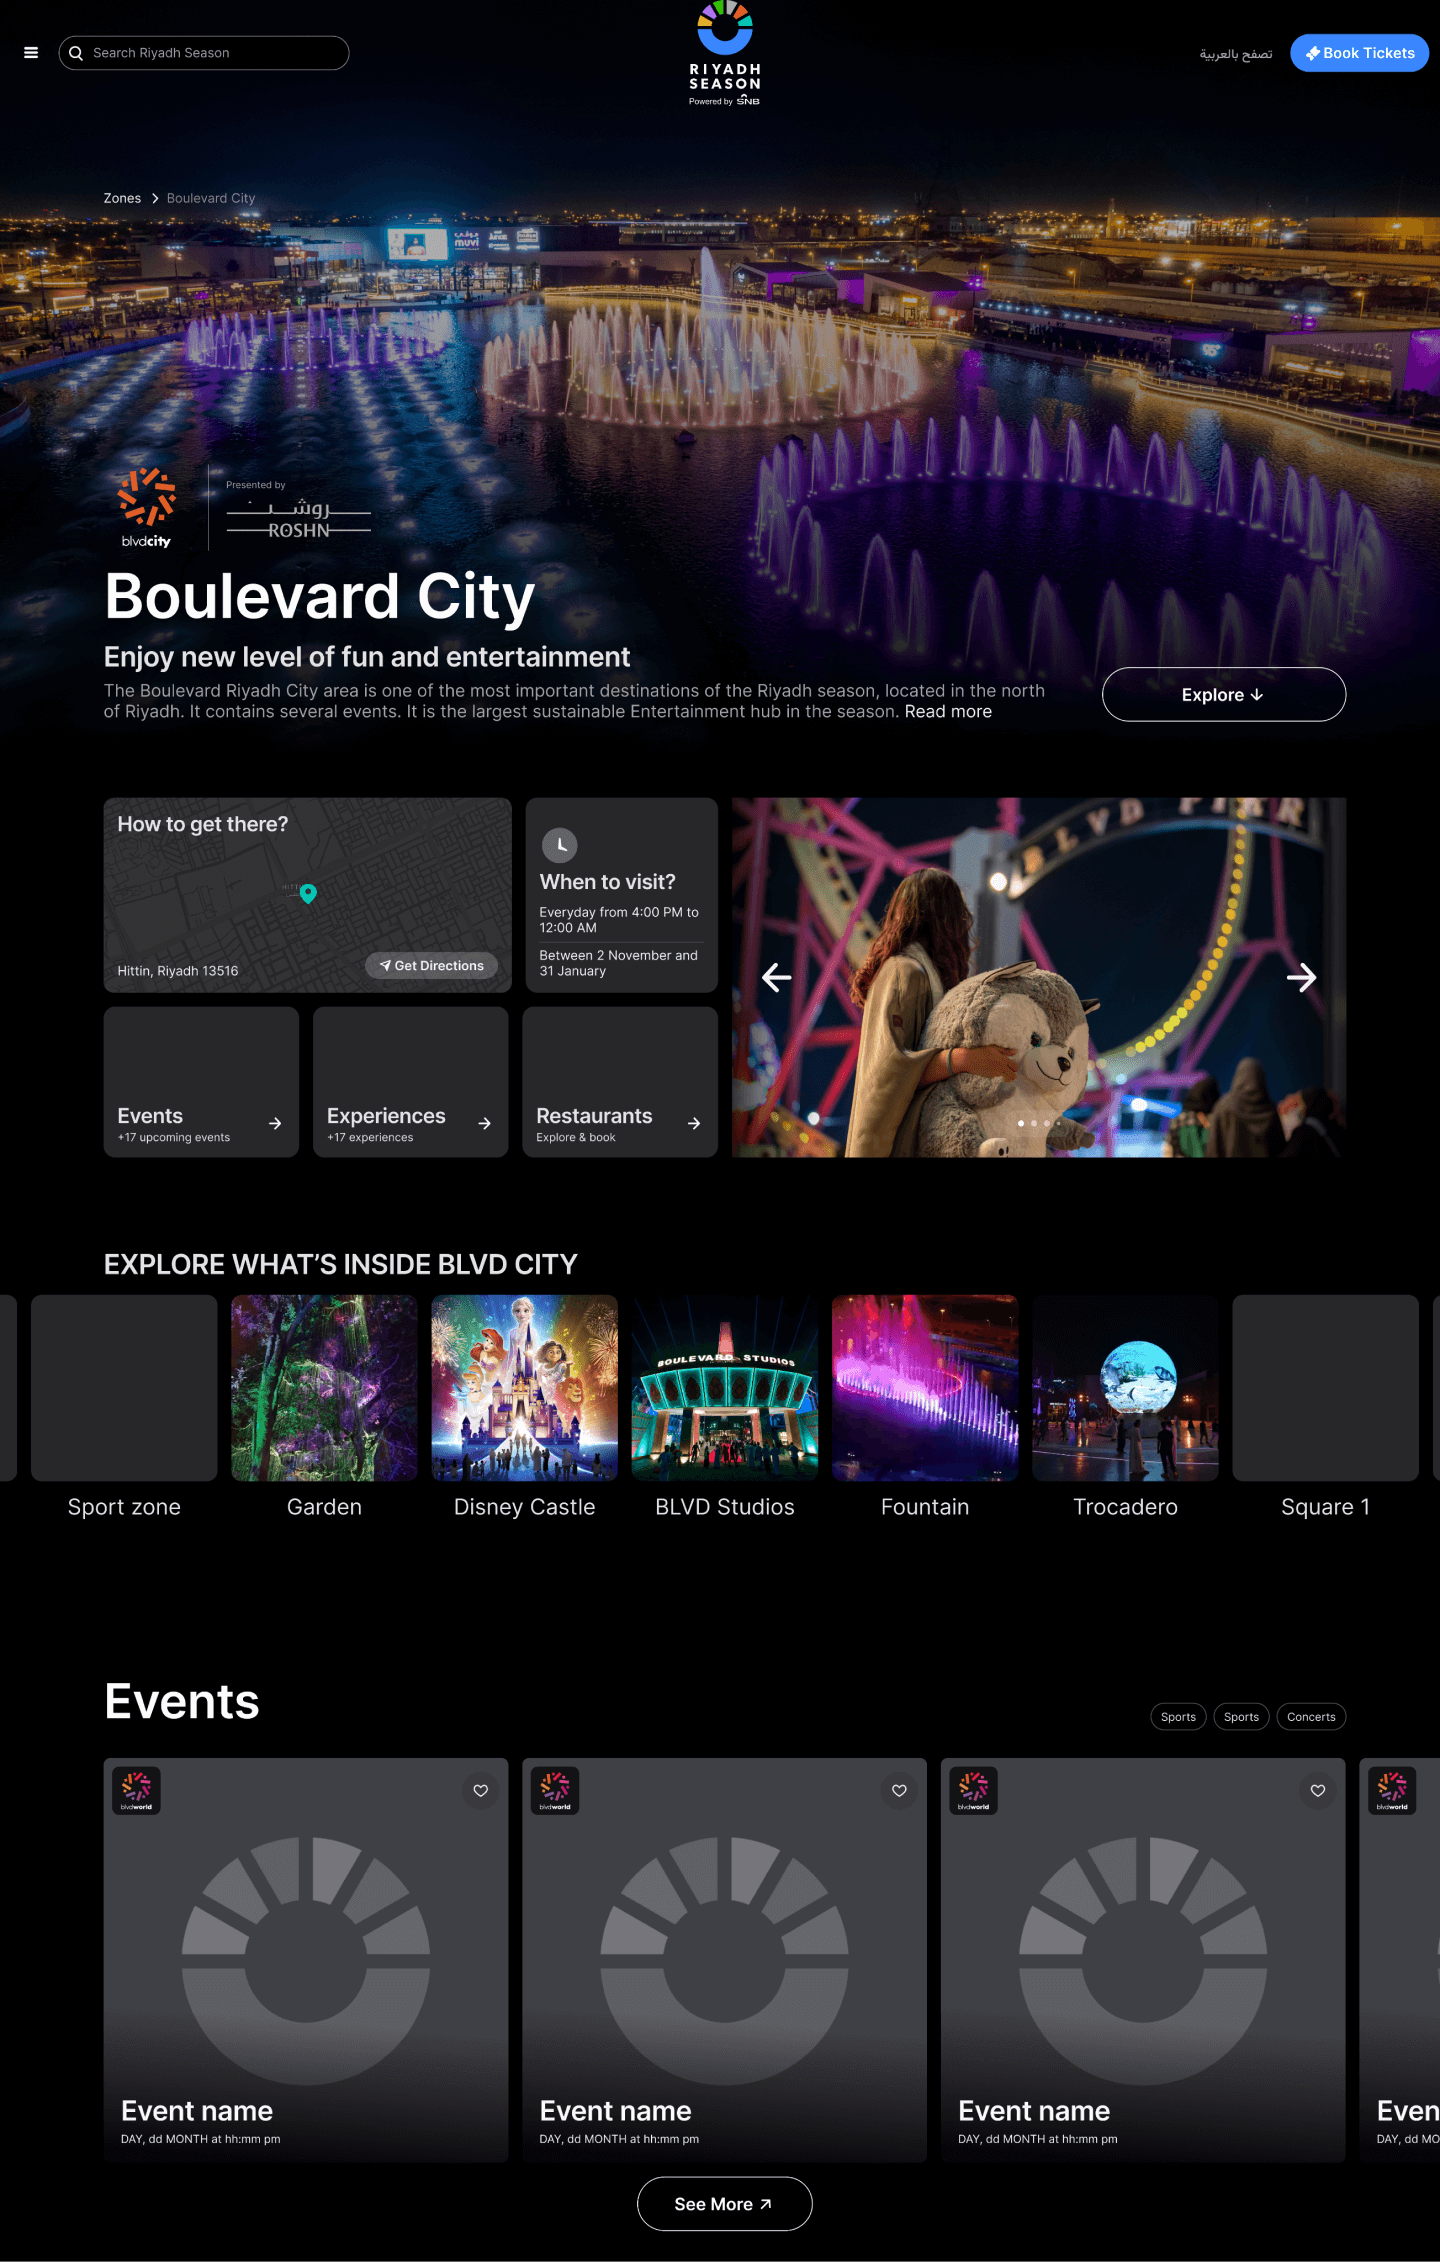 Search Riyadh Season
RIYADH
SEASON
Powered by SNB
تصفح بالعربية
Book Tickets
Zones > Boulevard City
muvi
blvdcity
Presented by
روشن
ROSHN
Boulevard City
Enjoy new level of fun and entertainment
The Boulevard Riyadh City area is one of the most important destinations of the Riyadh season, located in the north
of Riyadh. It contains several events. It is the largest sustainable Entertainment hub in the season. Read more
Explore ↓
How to get there?
HITTIN
Hittin, Riyadh 13516
Get Directions
When to visit?
Everyday from 4:00 PM to
12:00 AM
Between 2 November and
31 January
BLVD
Events
+17 upcoming events
Experiences
+17 experiences
Restaurants
Explore & book
EXPLORE WHAT’S INSIDE BLVD CITY
BOULEVARD STUDIOS
Sport zone
Garden
Disney Castle
BLVD Studios
Fountain
Trocadero
Square 1
Events
Sports
Sports
Concerts
blvdworld
blvdworld
blvdworld
blvdworld
Event name
DAY, dd MONTH at hh:mm pm
Event name
DAY, dd MONTH at hh:mm pm
Event name
DAY, dd MONTH at hh:mm pm
Even
DAY, dd MO
See More